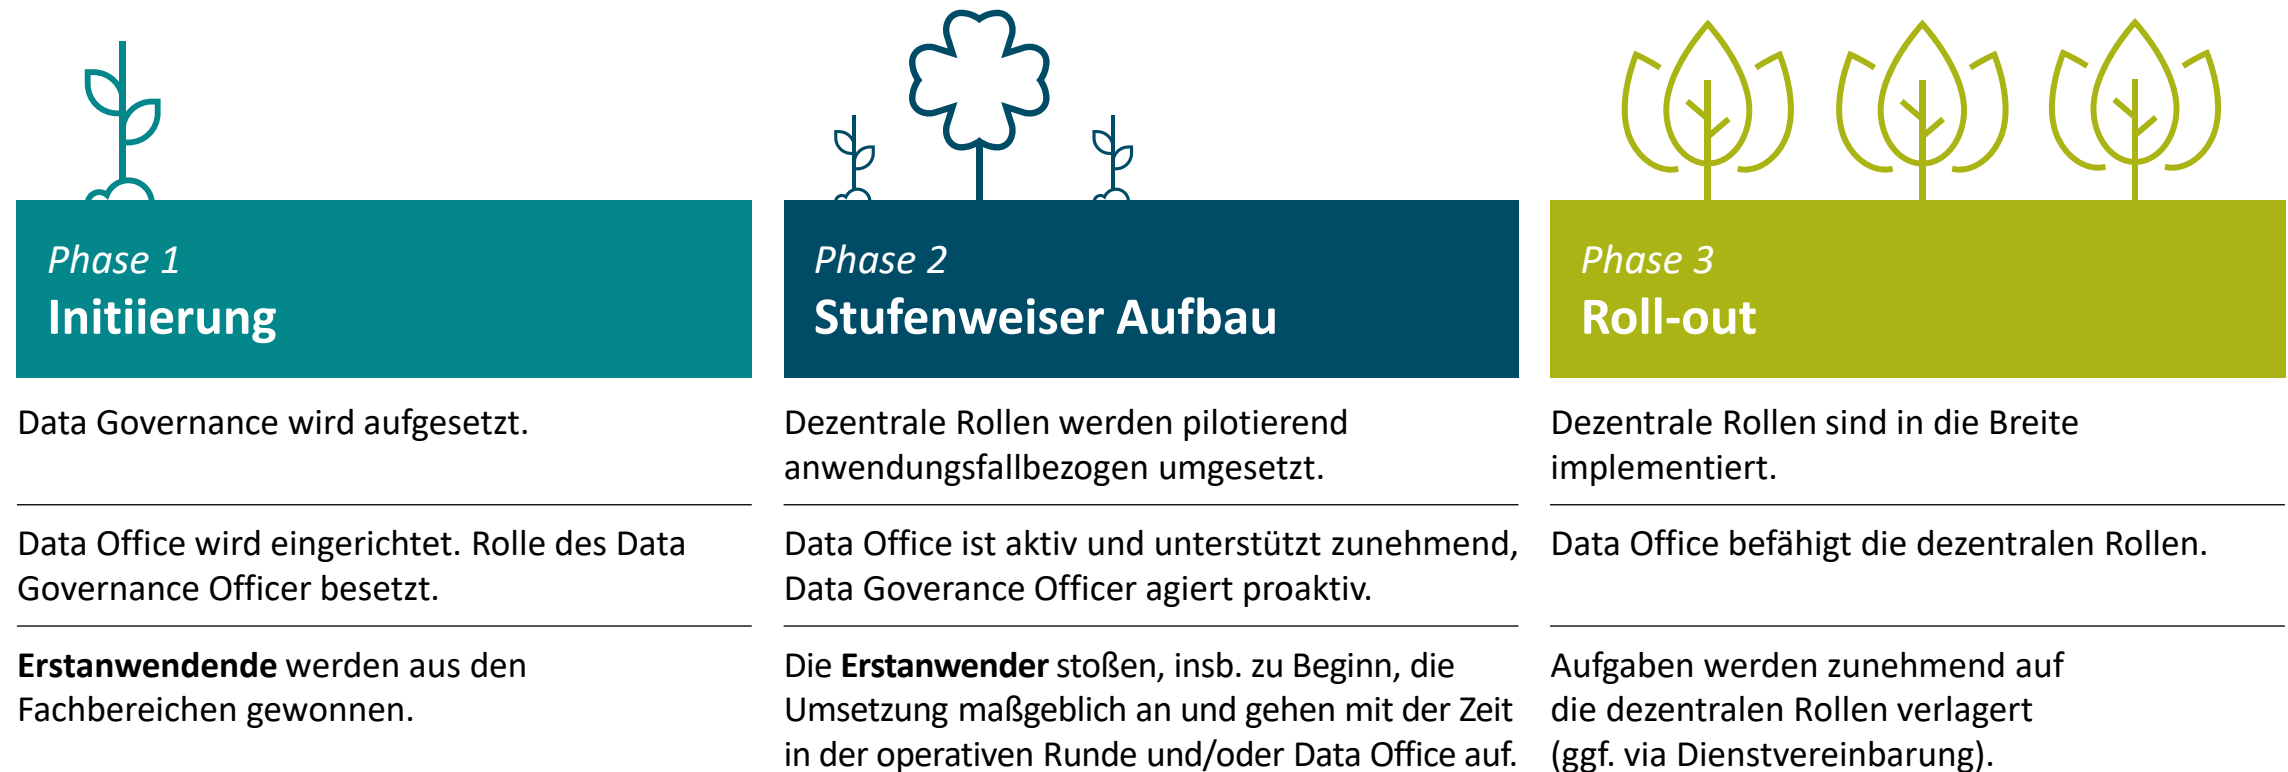 Phase 1
Initiierung
Data Governance wird aufgesetzt.
Data Office wird eingerichtet. Rolle des Data
Governance Officer besetzt.
Erstanwendende werden aus den
Fachbereichen gewonnen.
Phase 2
Stufenweiser Aufbau
Dezentrale Rollen werden pilotierend
anwendungsfallbezogen umgesetzt.
Data Office ist aktiv und unterstützt zunehmend,
Data Goverance Officer agiert proaktiv.
Die Erstanwender stoßen, insb. zu Beginn, die
Umsetzung maßgeblich an und gehen mit der Zeit
in der operativen Runde und/oder Data Office auf.
Phase 3
Roll-out
Dezentrale Rollen sind in die Breite
implementiert.
Data Office befähigt die dezentralen Rollen.
Aufgaben werden zunehmend auf
die dezentralen Rollen verlagert
(ggf. via Dienstvereinbarung).